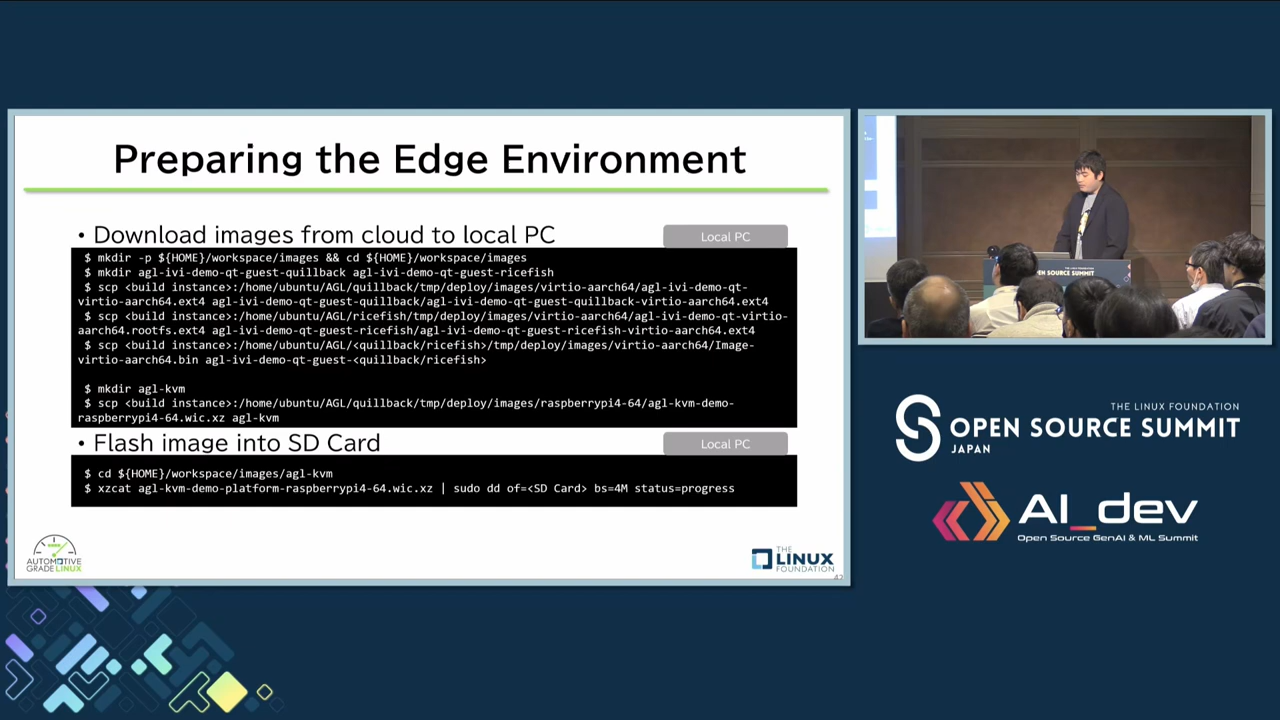 Preparing the Edge Environment
• Download images from cloud to local PC
Local PC
$ mkdir -p ${HOME}/workspace/images && cd ${HOME}/workspace/images
$ mkdir agl-ivi-demo-qt-guest-quillback agl-ivi-demo-qt-guest-ricefish
$ scp <build instance>:/home/ubuntu/AGL/quillback/tmp/deploy/images/virtio-aarch64/agl-ivi-demo-qt-
virtio-aarch64.ext4 agl-ivi-demo-qt-guest-quillback/agl-ivi-demo-qt-guest-quillback-virtio-aarch64.ext4
$ scp <build instance>:/home/ubuntu/AGL/ricefish/tmp/deploy/images/virtio-aarch64/agl-ivi-demo-qt-virtio-
aarch64.rootfs.ext4 agl-ivi-demo-qt-guest-ricefish/agl-ivi-demo-qt-guest-ricefish-virtio-aarch64.ext4
$ scp <build instance>:/home/ubuntu/AGL/<quillback/ricefish>/tmp/deploy/images/virtio-aarch64/Image-
virtio-aarch64.bin agl-ivi-demo-qt-guest-<quillback/ricefish>
$ mkdir agl-kvm
$ scp <build instance>:/home/ubuntu/AGL/quillback/tmp/deploy/images/raspberrypi4-64/agl-kvm-demo-
raspberrypi4-64.wic.xz agl-kvm
• Flash image into SD Card
Local PC
$ cd ${HOME}/workspace/images/agl-kvm
$ xzcat agl-kvm-demo-platform-raspberrypi4-64.wic.xz | sudo dd of=<SD Card> bs=4M status=progress
AUTOMOTIVE
GRADE LINUX
THE
LINUX
FOUNDATION
42
OPEN SOURCE SUMMIT
THE LINUX FOUNDATION
OPEN SOURCE SUMMIT
JAPAN
AI_dev
Open Source GenAI & ML Summit